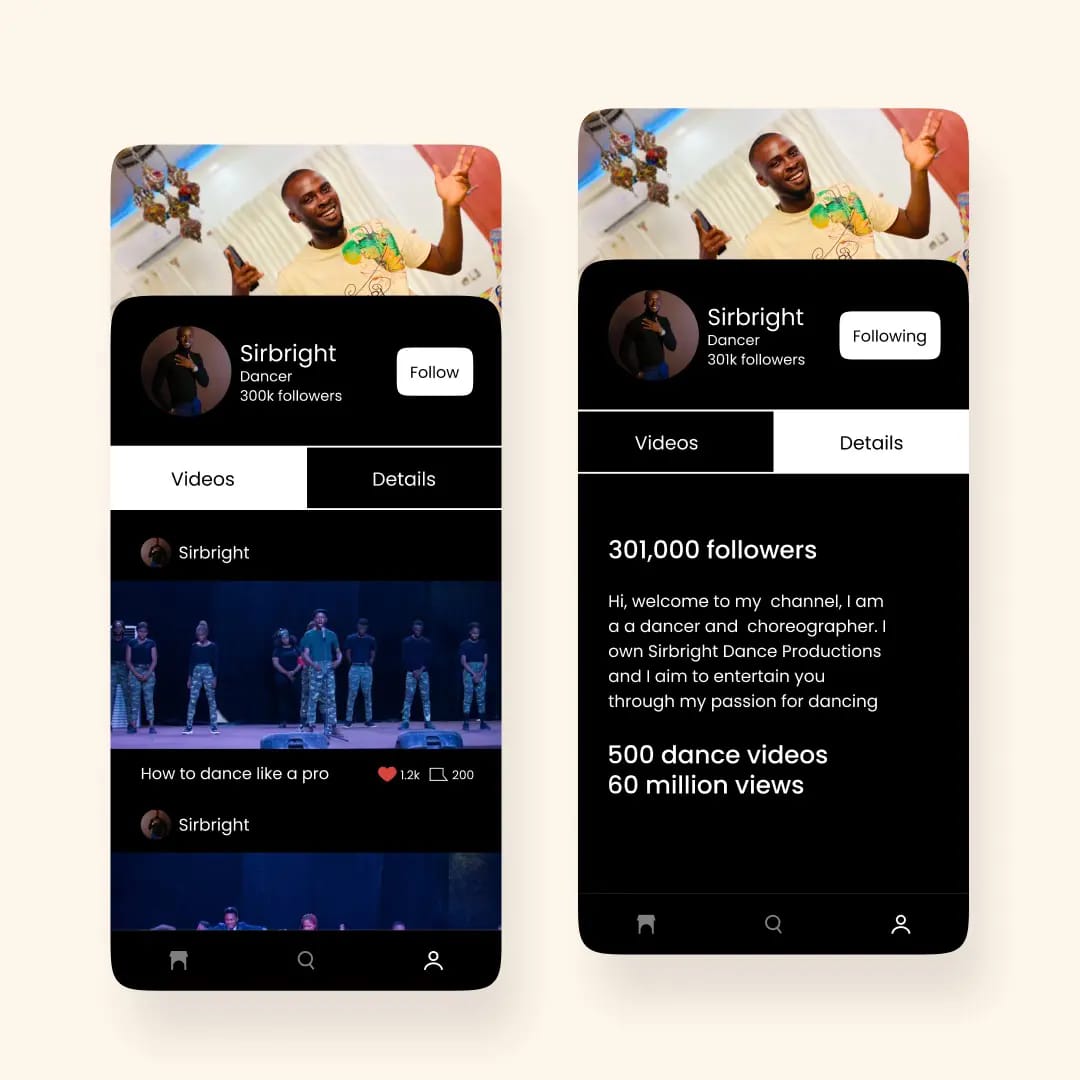 Sirbright
Dancer
300k followers
Follow
Videos
Details
Sirbright
How to dance like a pro
1.2k
200
Sirbright
Sirbright
Dancer
301k followers
Following
Videos
Details
301,000 followers
Hi, welcome to my  channel, I am
a a dancer and  choreographer. I
own Sirbright Dance Productions
and I aim to entertain you
through my passion for dancing
500 dance videos
60 million views